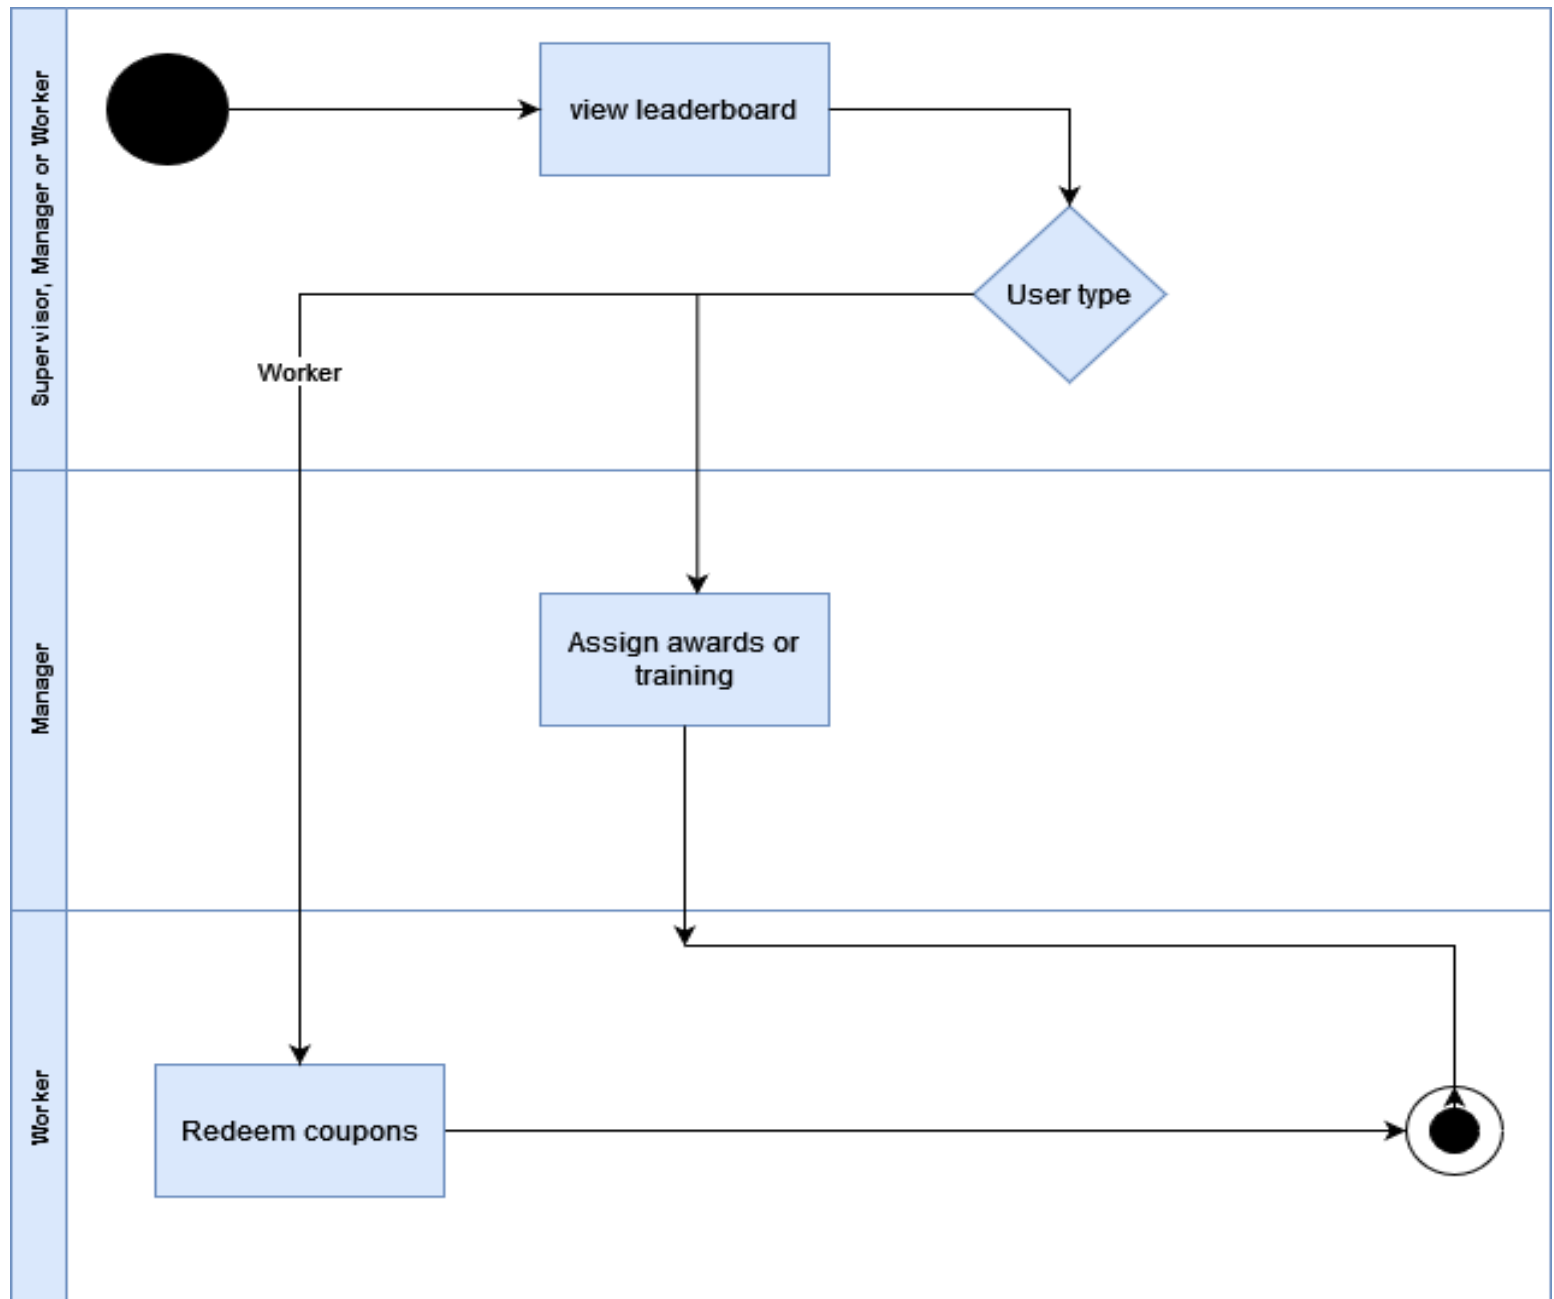 Supervisor, Manager or Worker
view leaderboard
User type
Worker
Manager
Assign awards or
training
Worker
Redeem coupons